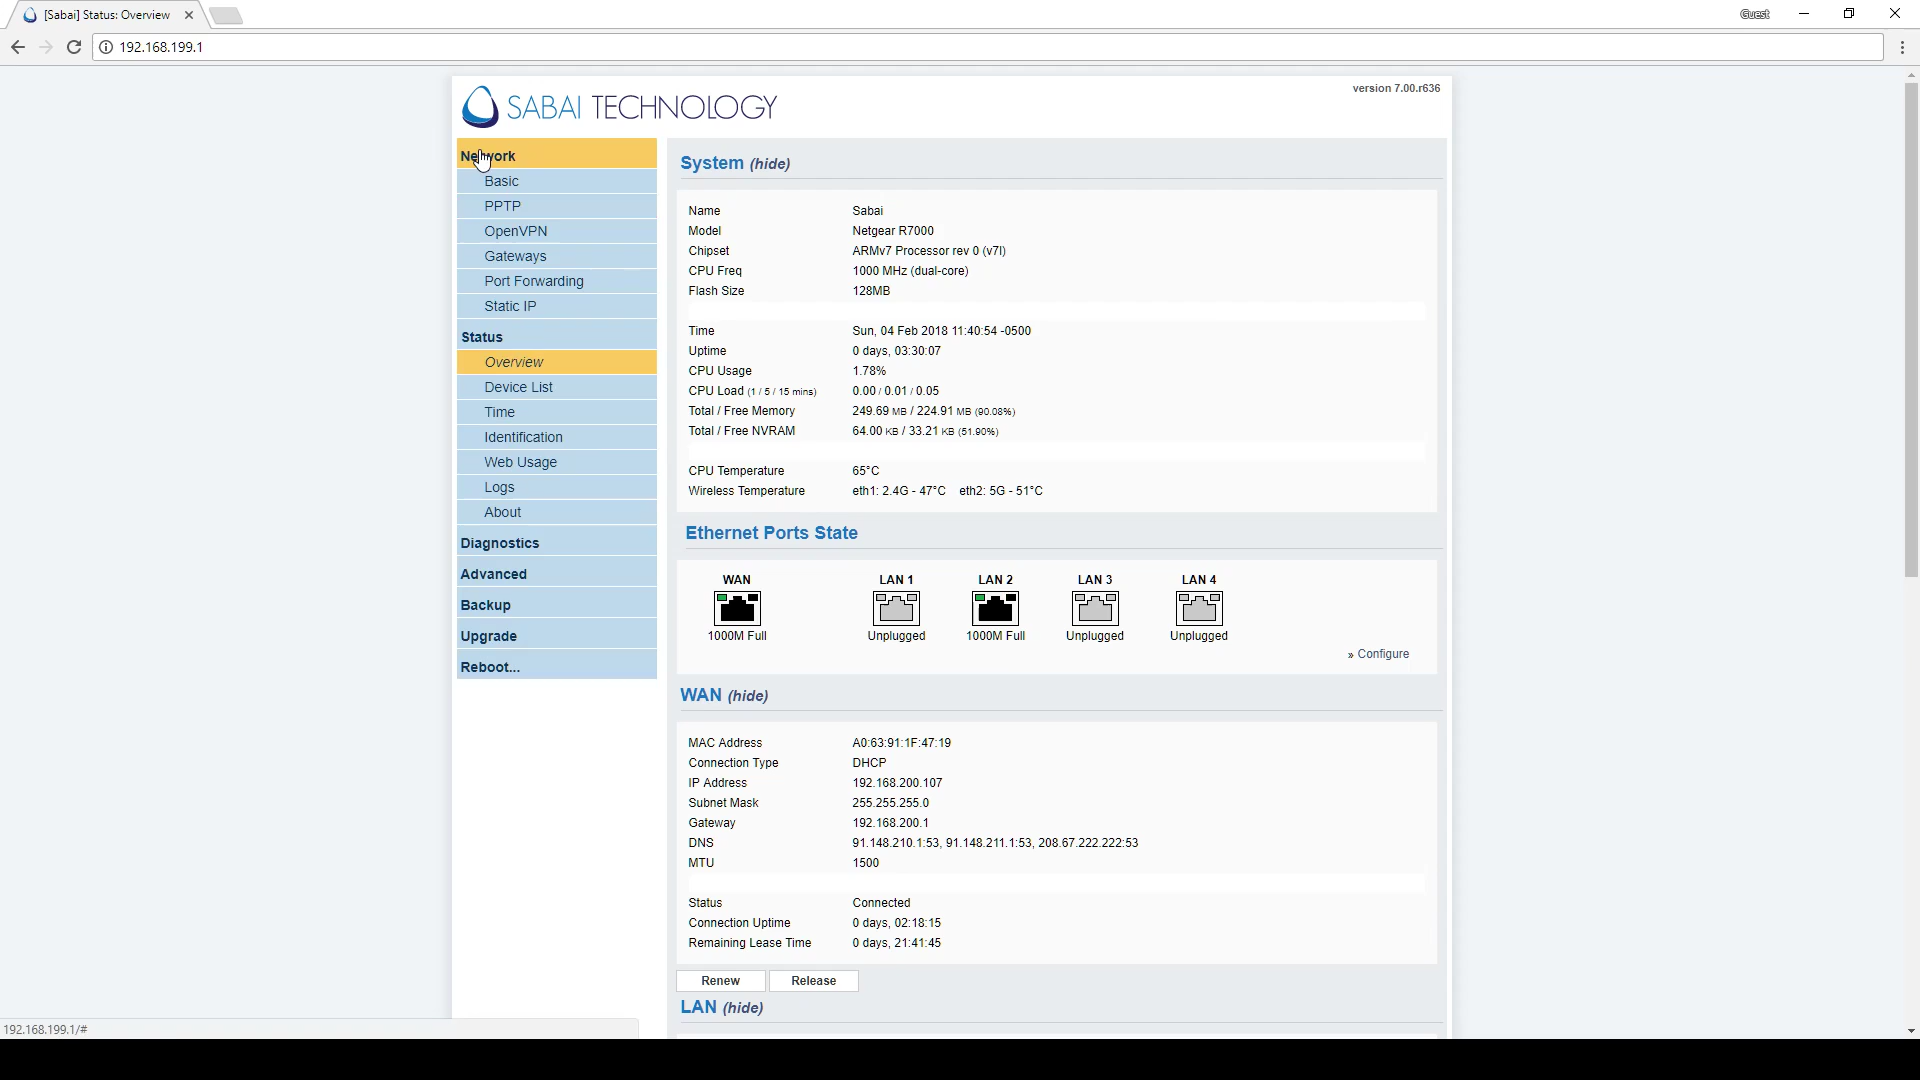 [Sabai] Status: Overview
Guest
192.168.199.1
SABAI TECHNOLOGY
version 7.00.r636
Network
Basic
PPTP
OpenVPN
Gateways
Port Forwarding
Static IP
Status
Overview
Device List
Time
Identification
Web Usage
Logs
About
Diagnostics
Advanced
Backup
Upgrade
Reboot...
System (hide)
Name Sabai
Model Netgear R7000
Chipset ARMv7 Processor rev 0 (v7l)
CPU Freq 1000 MHz (dual-core)
Flash Size 128MB
Time Sun, 04 Feb 2018 11:40:54 -0500
Uptime 0 days, 03:30:07
CPU Usage 1.78%
CPU Load (1 / 5 / 15 mins) 0.00 / 0.01 / 0.05
Total / Free Memory 249.69 MB / 224.91 MB (90.08%)
Total / Free NVRAM 64.00 KB / 33.21 KB (51.90%)
CPU Temperature 65°C
Wireless Temperature eth1: 2.4G - 47°C eth2: 5G - 51°C
Ethernet Ports State
WAN LAN 1 LAN 2 LAN 3 LAN 4
1000M Full Unplugged 1000M Full Unplugged Unplugged
» Configure
WAN (hide)
MAC Address A0:63:91:1F:47:19
Connection Type DHCP
IP Address 192.168.200.107
Subnet Mask 255.255.255.0
Gateway 192.168.200.1
DNS 91.148.210.1:53, 91.148.211.1:53, 208.67.222.222:53
MTU 1500
Status Connected
Connection Uptime 0 days, 02:18:15
Remaining Lease Time 0 days, 21:41:45
Renew Release
LAN (hide)
192.168.199.1/#